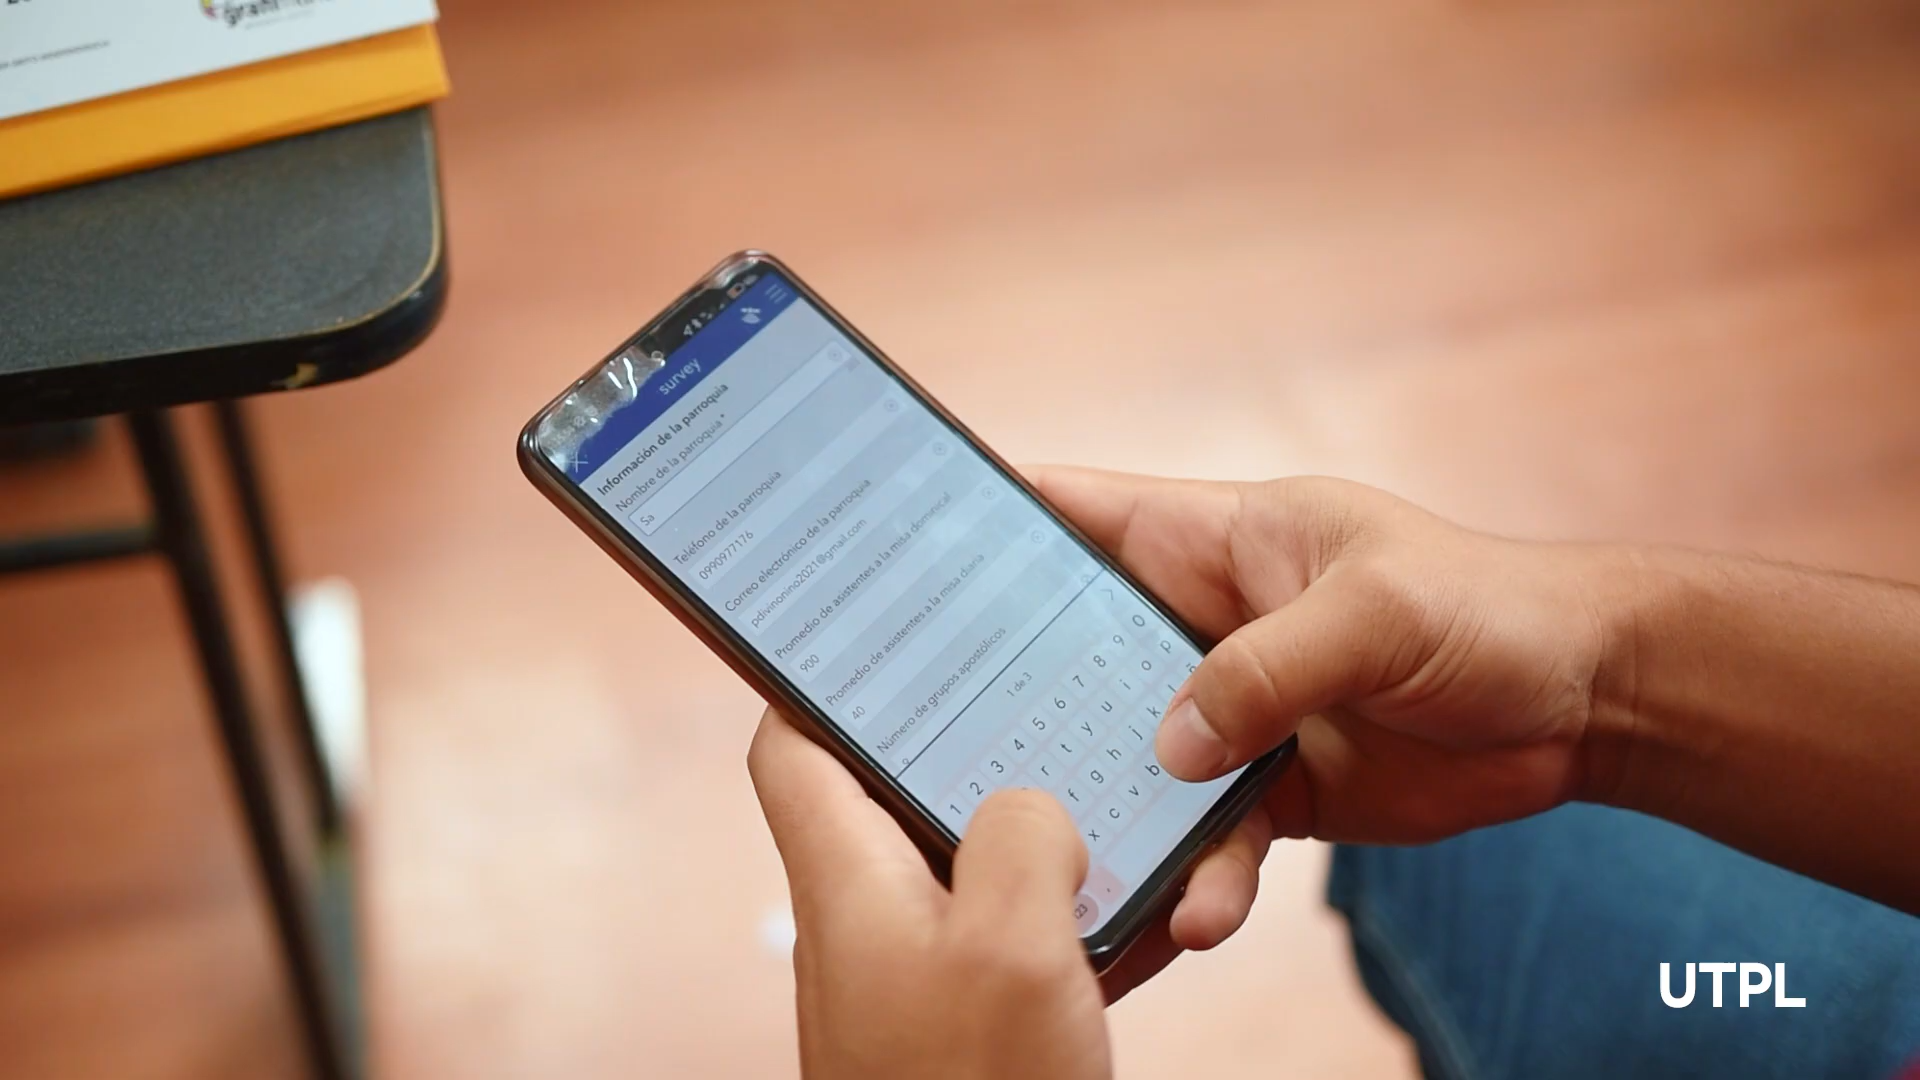 survey
Información de la parroquia
Nombre de la parroquia *
Sa
Teléfono de la parroquia
0990977176
Correo electrónico de la parroquia
pdivinonino2021@gmail.com
Promedio de asistentes a la misa dominical
900
Promedio de asistentes a la misa diaria
40
Número de grupos apostólicos
9
1 de 3
1 2 3 4 5 6 7 8 9 0
r t y u i o p
f g h j k l ñ
x c v b
UTPL